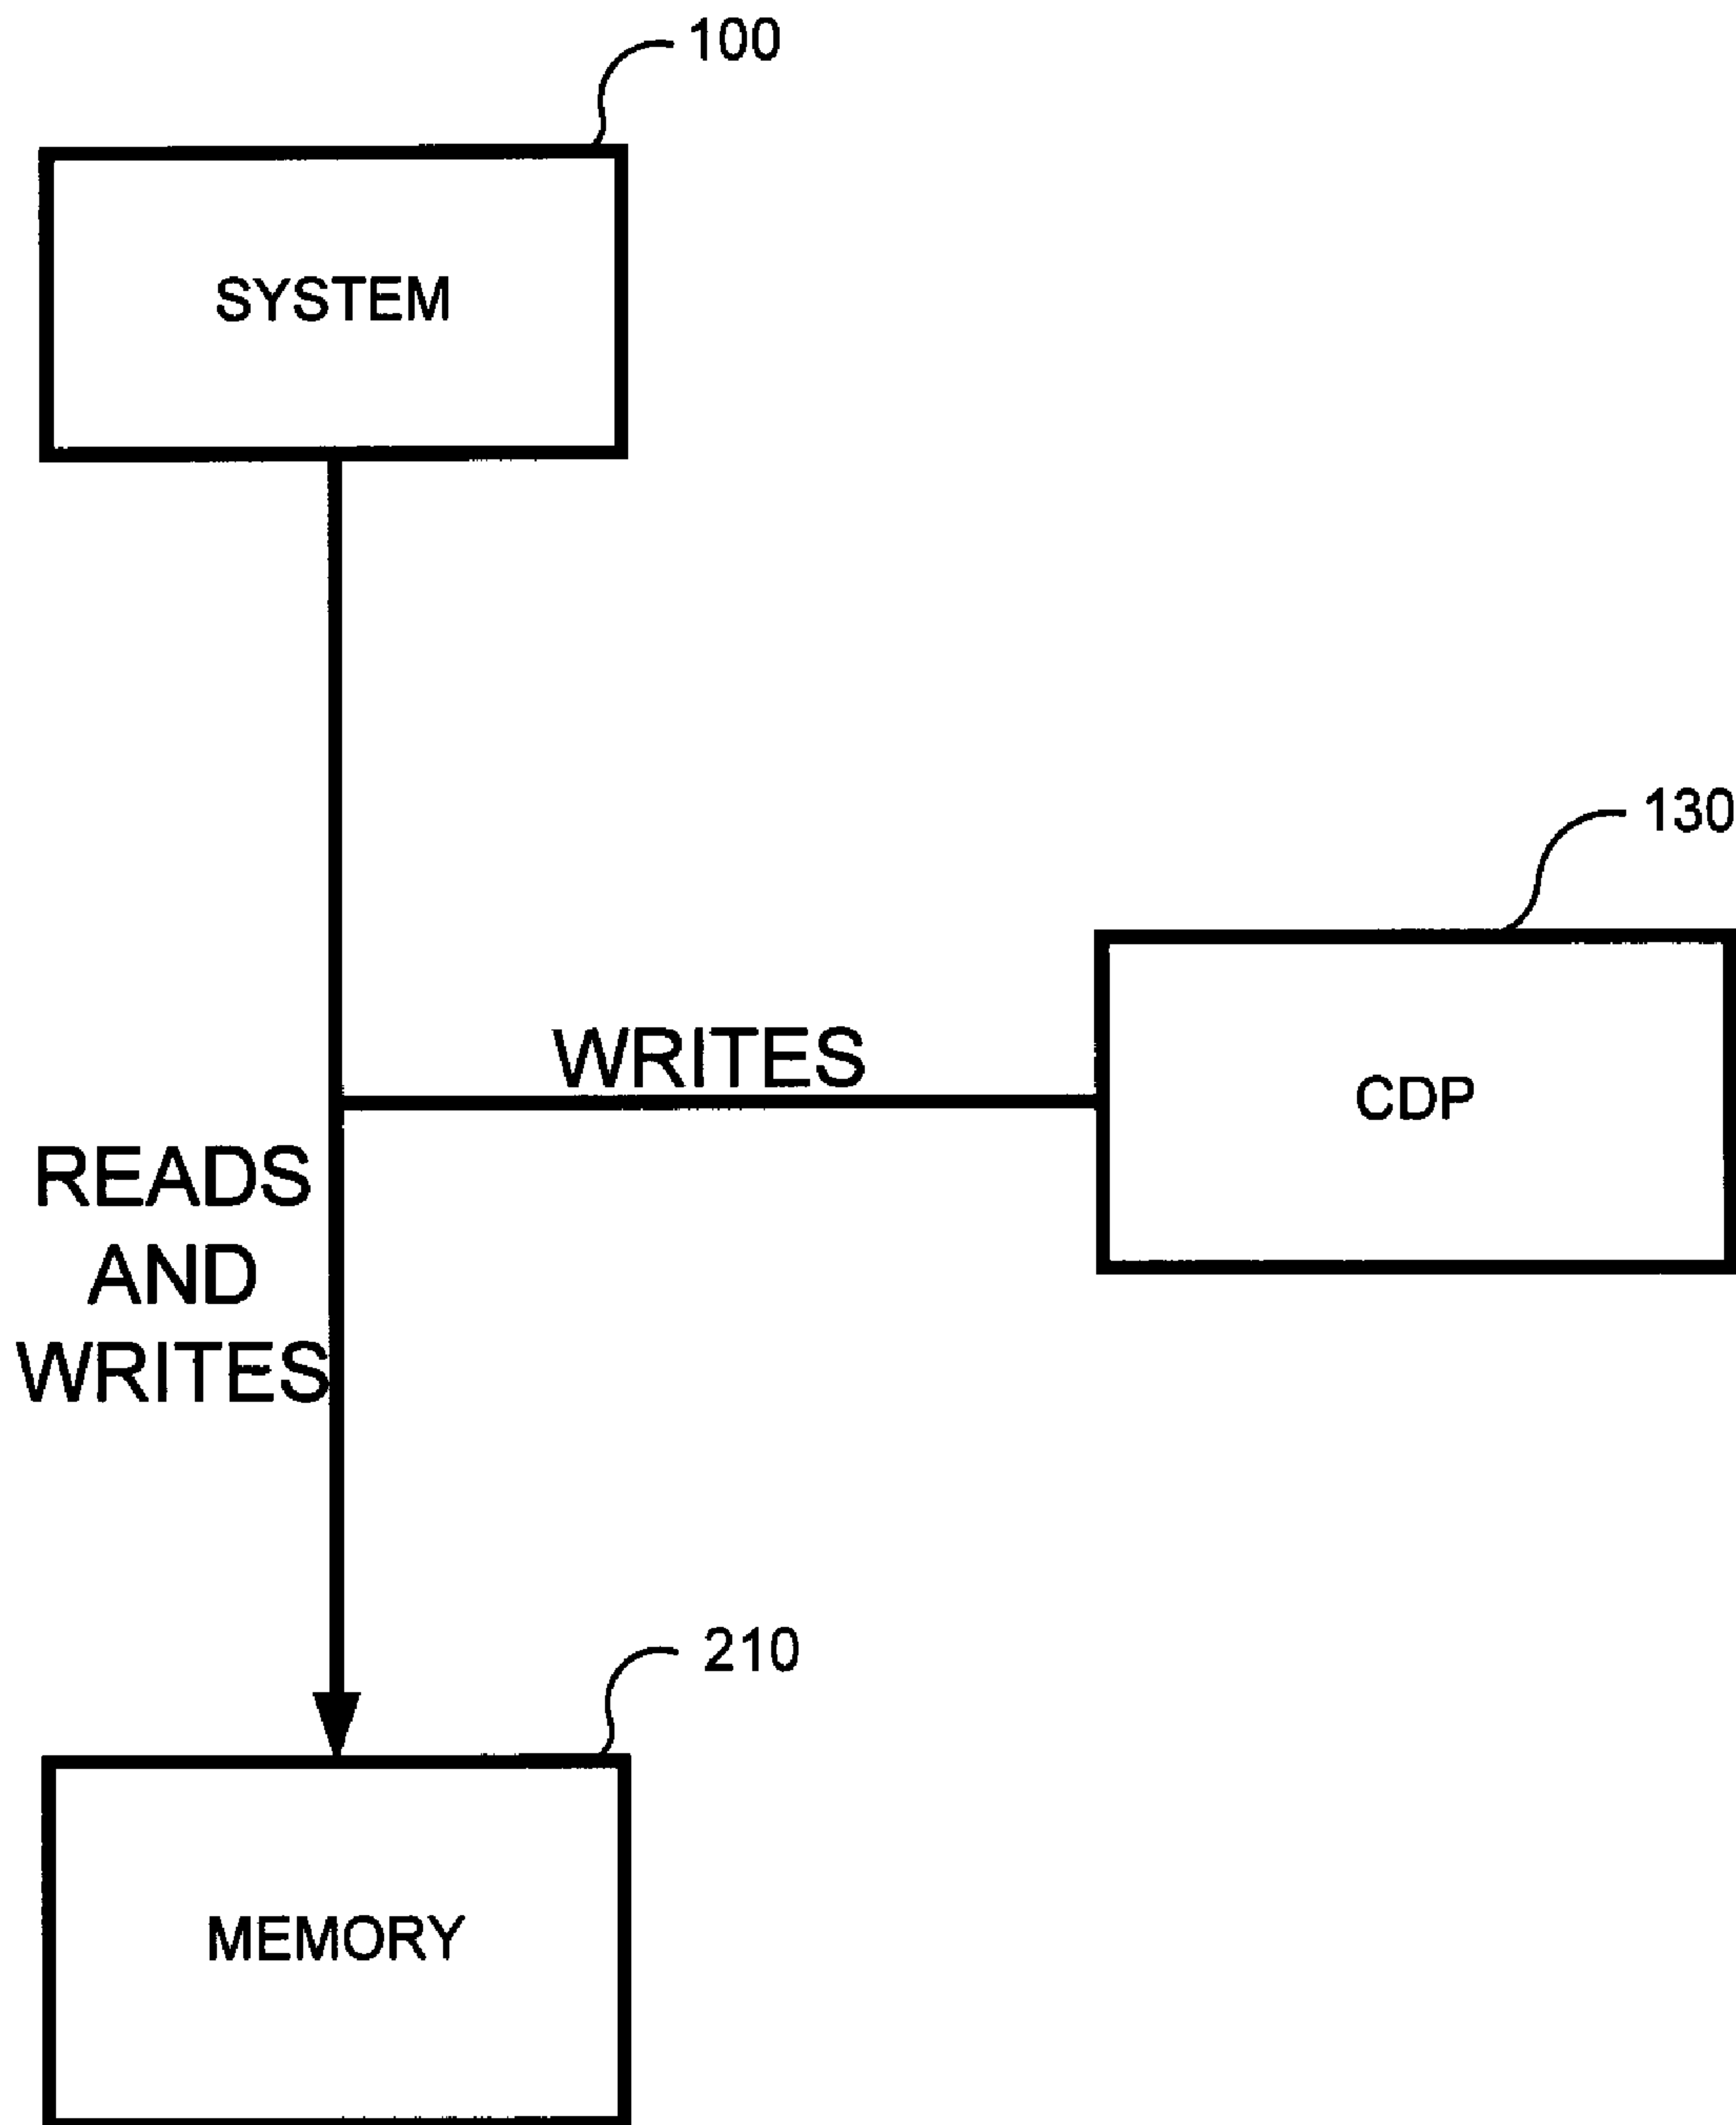 100
SYSTEM
130
WRITES
CDP
READS
AND
WRITES
210
MEMORY